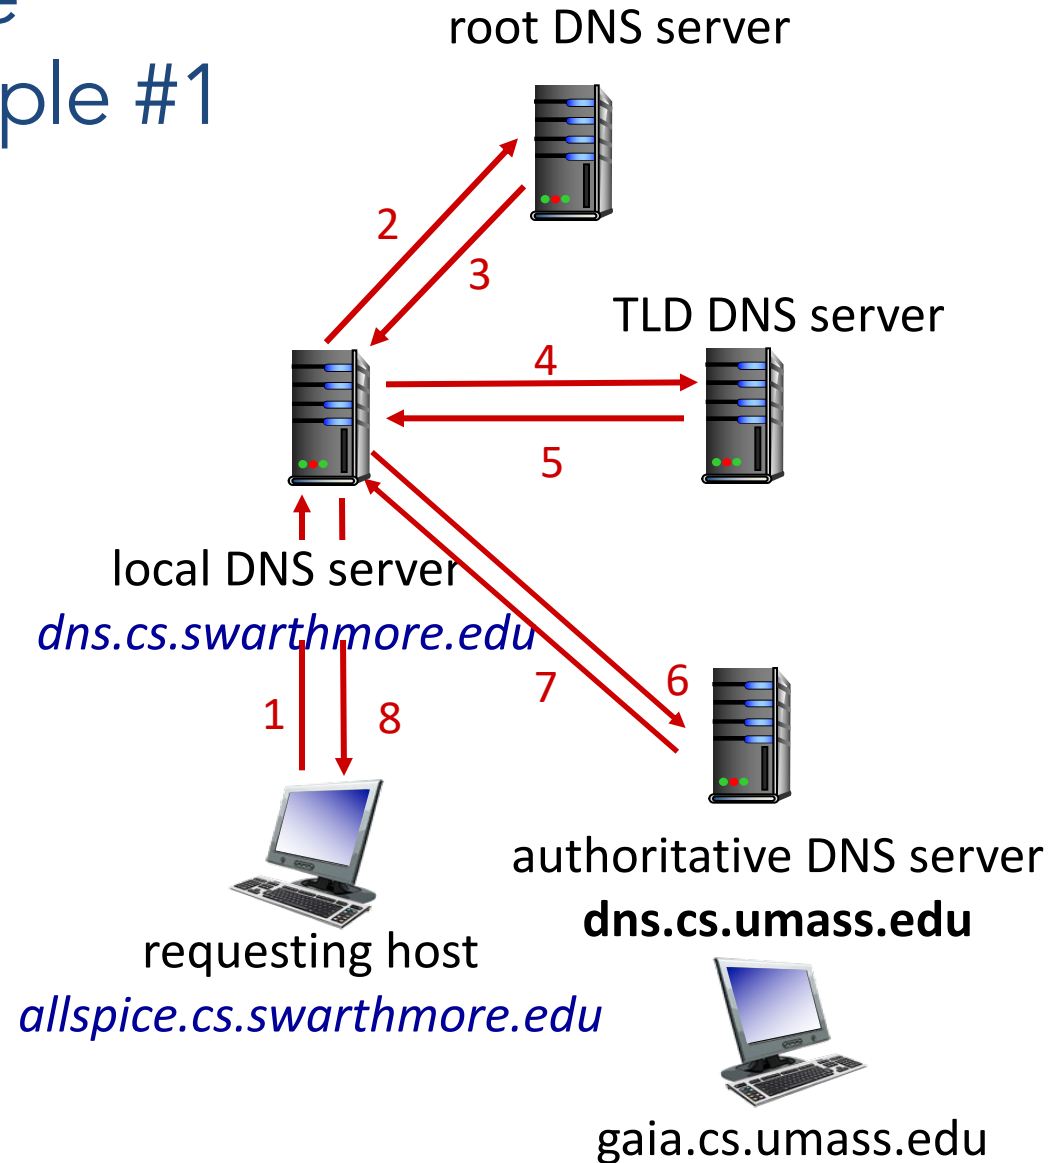 ple #1
root DNS server
2
3
TLD DNS server
4
5
local DNS server
dns.cs.swarthmore.edu
1
8
7
6
requesting host
allspice.cs.swarthmore.edu
authoritative DNS server
dns.cs.umass.edu
gaia.cs.umass.edu